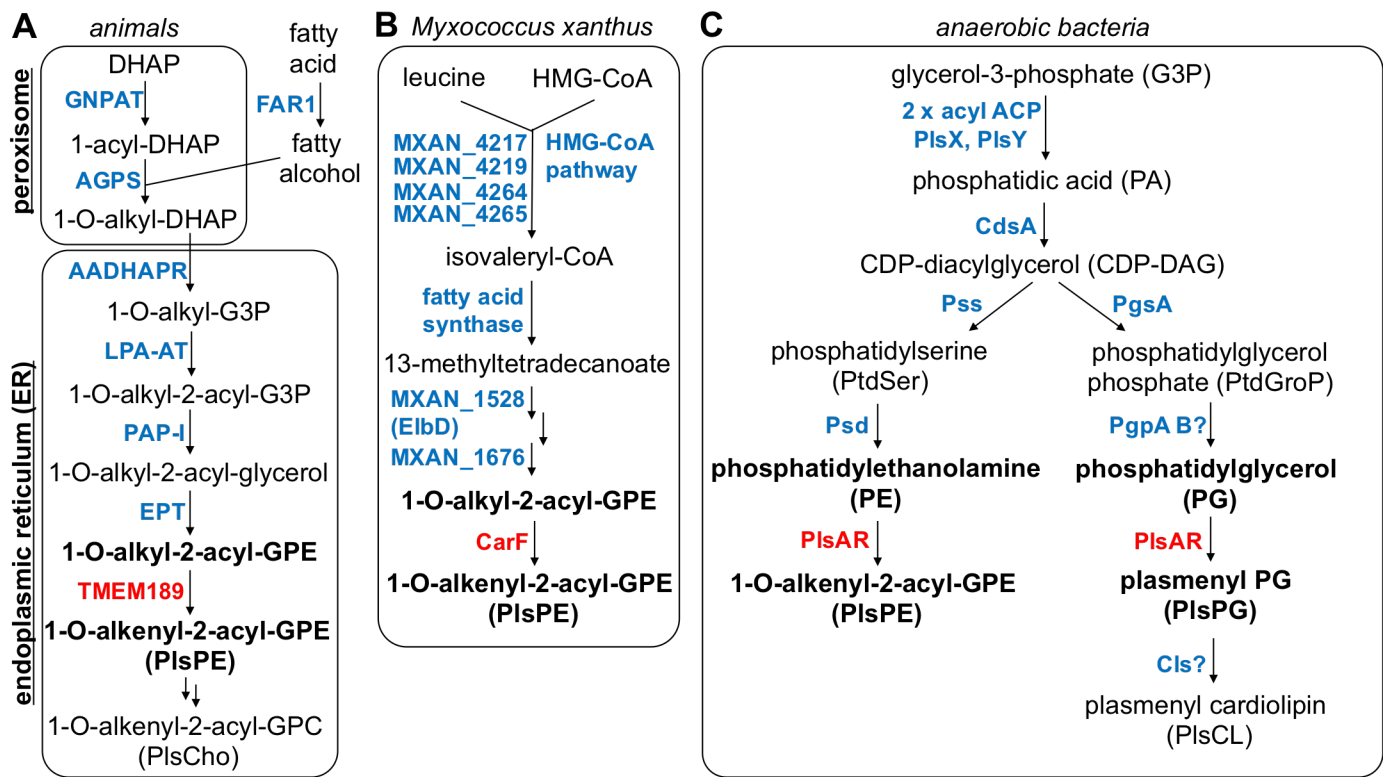 A
animals
peroxisome
DHAP
GNPAT
1-acyl-DHAP
AGPS
1-O-alkyl-DHAP
fatty
acid
FAR1
fatty
alcohol
endoplasmic reticulum (ER)
AADHAPR
1-O-alkyl-G3P
LPA-AT
1-O-alkyl-2-acyl-G3P
PAP-I
1-O-alkyl-2-acyl-glycerol
EPT
1-O-alkyl-2-acyl-GPE
TMEM189
1-O-alkenyl-2-acyl-GPE
(PlsPE)
1-O-alkenyl-2-acyl-GPC
(PlsCho)
B
Myxococcus xanthus
leucine
HMG-CoA
MXAN_4217
MXAN_4219
MXAN_4264
MXAN_4265
HMG-CoA
pathway
isovaleryl-CoA
fatty acid
synthase
13-methyltetradecanoate
MXAN_1528
(ElbD)
MXAN_1676
1-O-alkyl-2-acyl-GPE
CarF
1-O-alkenyl-2-acyl-GPE
(PlsPE)
C
anaerobic bacteria
glycerol-3-phosphate (G3P)
2 x acyl ACP
PlsX, PlsY
phosphatidic acid (PA)
CdsA
CDP-diacylglycerol (CDP-DAG)
Pss
PgsA
phosphatidylserine
(PtdSer)
Psd
phosphatidylethanolamine
(PE)
PlsAR
1-O-alkenyl-2-acyl-GPE
(PlsPE)
phosphatidylglycerol
phosphate (PtdGroP)
PgpA B?
phosphatidylglycerol
(PG)
PlsAR
plasmenyl PG
(PlsPG)
Cls?
plasmenyl cardiolipin
(PlsCL)